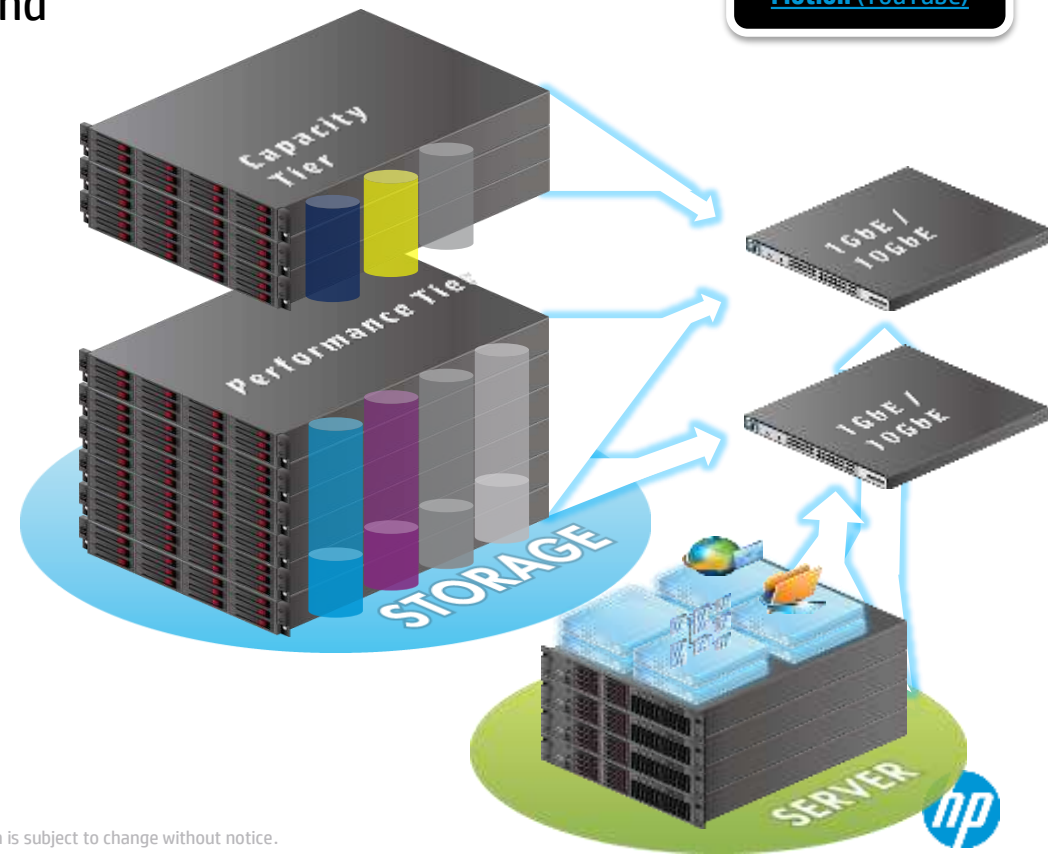 nd
Motion (YouTube)
Capacity
Tier
Performance Tier
1GbE /
10GbE
1GbE /
10GbE
STORAGE
SERVER
hp
n is subject to change without notice.